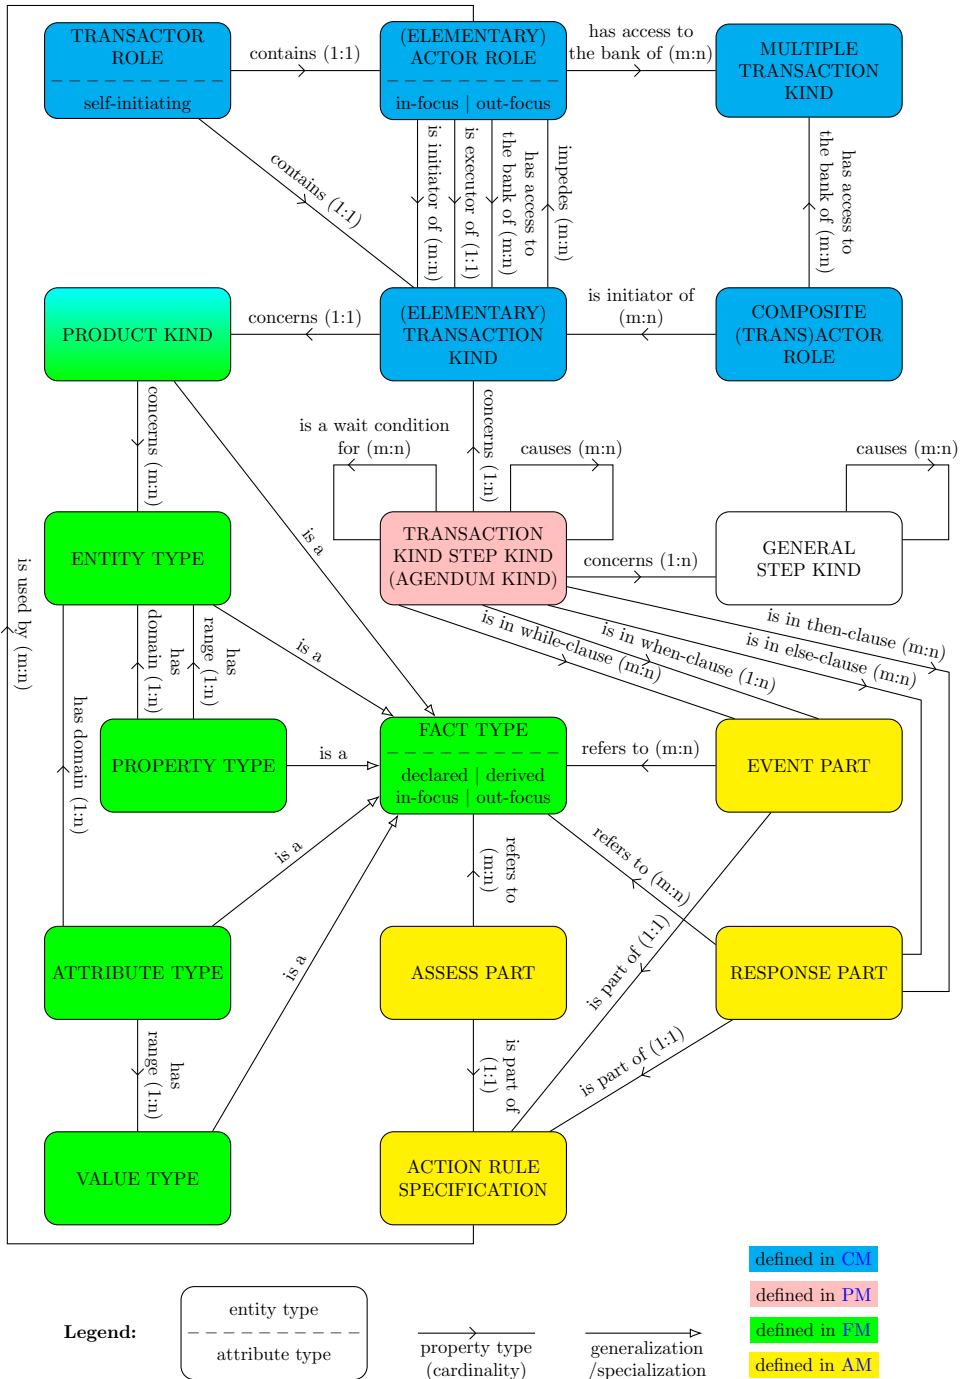 TRANSACTOR
ROLE
self-initiating
contains (1:1)
(ELEMENTARY)
ACTOR ROLE
in-focus | out-focus
has access to
the bank of (m:n)
MULTIPLE
TRANSACTION
KIND
contains (1:1)
is initiator of (m:n)
is executor of (1:1)
has access to
the bank of (m:n)
impedes (m:n)
has access to
the bank of (m:n)
PRODUCT KIND
concerns (1:1)
(ELEMENTARY)
TRANSACTION
KIND
is initiator of
(m:n)
COMPOSITE
(TRANS)ACTOR
ROLE
concerns (m:n)
is a
is a wait condition
for (m:n)
concerns (1:n)
causes (m:n)
causes (m:n)
ENTITY TYPE
TRANSACTION
KIND STEP KIND
(AGENDUM KIND)
concerns (1:n)
GENERAL
STEP KIND
is used by (m:n)
has domain (1:n)
has
domain (1:n)
has
range (1:n)
is a
is in while-clause (m:n)
is in when-clause (1:n)
is in else-clause (m:n)
is in then-clause (m:n)
PROPERTY TYPE
is a
FACT TYPE
declared | derived
in-focus | out-focus
refers to (m:n)
EVENT PART
is a
refers to
(m:n)
refers to (m:n)
is part of (1:1)
ATTRIBUTE TYPE
is a
ASSESS PART
RESPONSE PART
has
range (1:n)
is part of
(1:1)
is part of (1:1)
VALUE TYPE
ACTION RULE
SPECIFICATION
Legend:
entity type
attribute type
property type
(cardinality)
generalization
/specialization
defined in CM
defined in PM
defined in FM
defined in AM